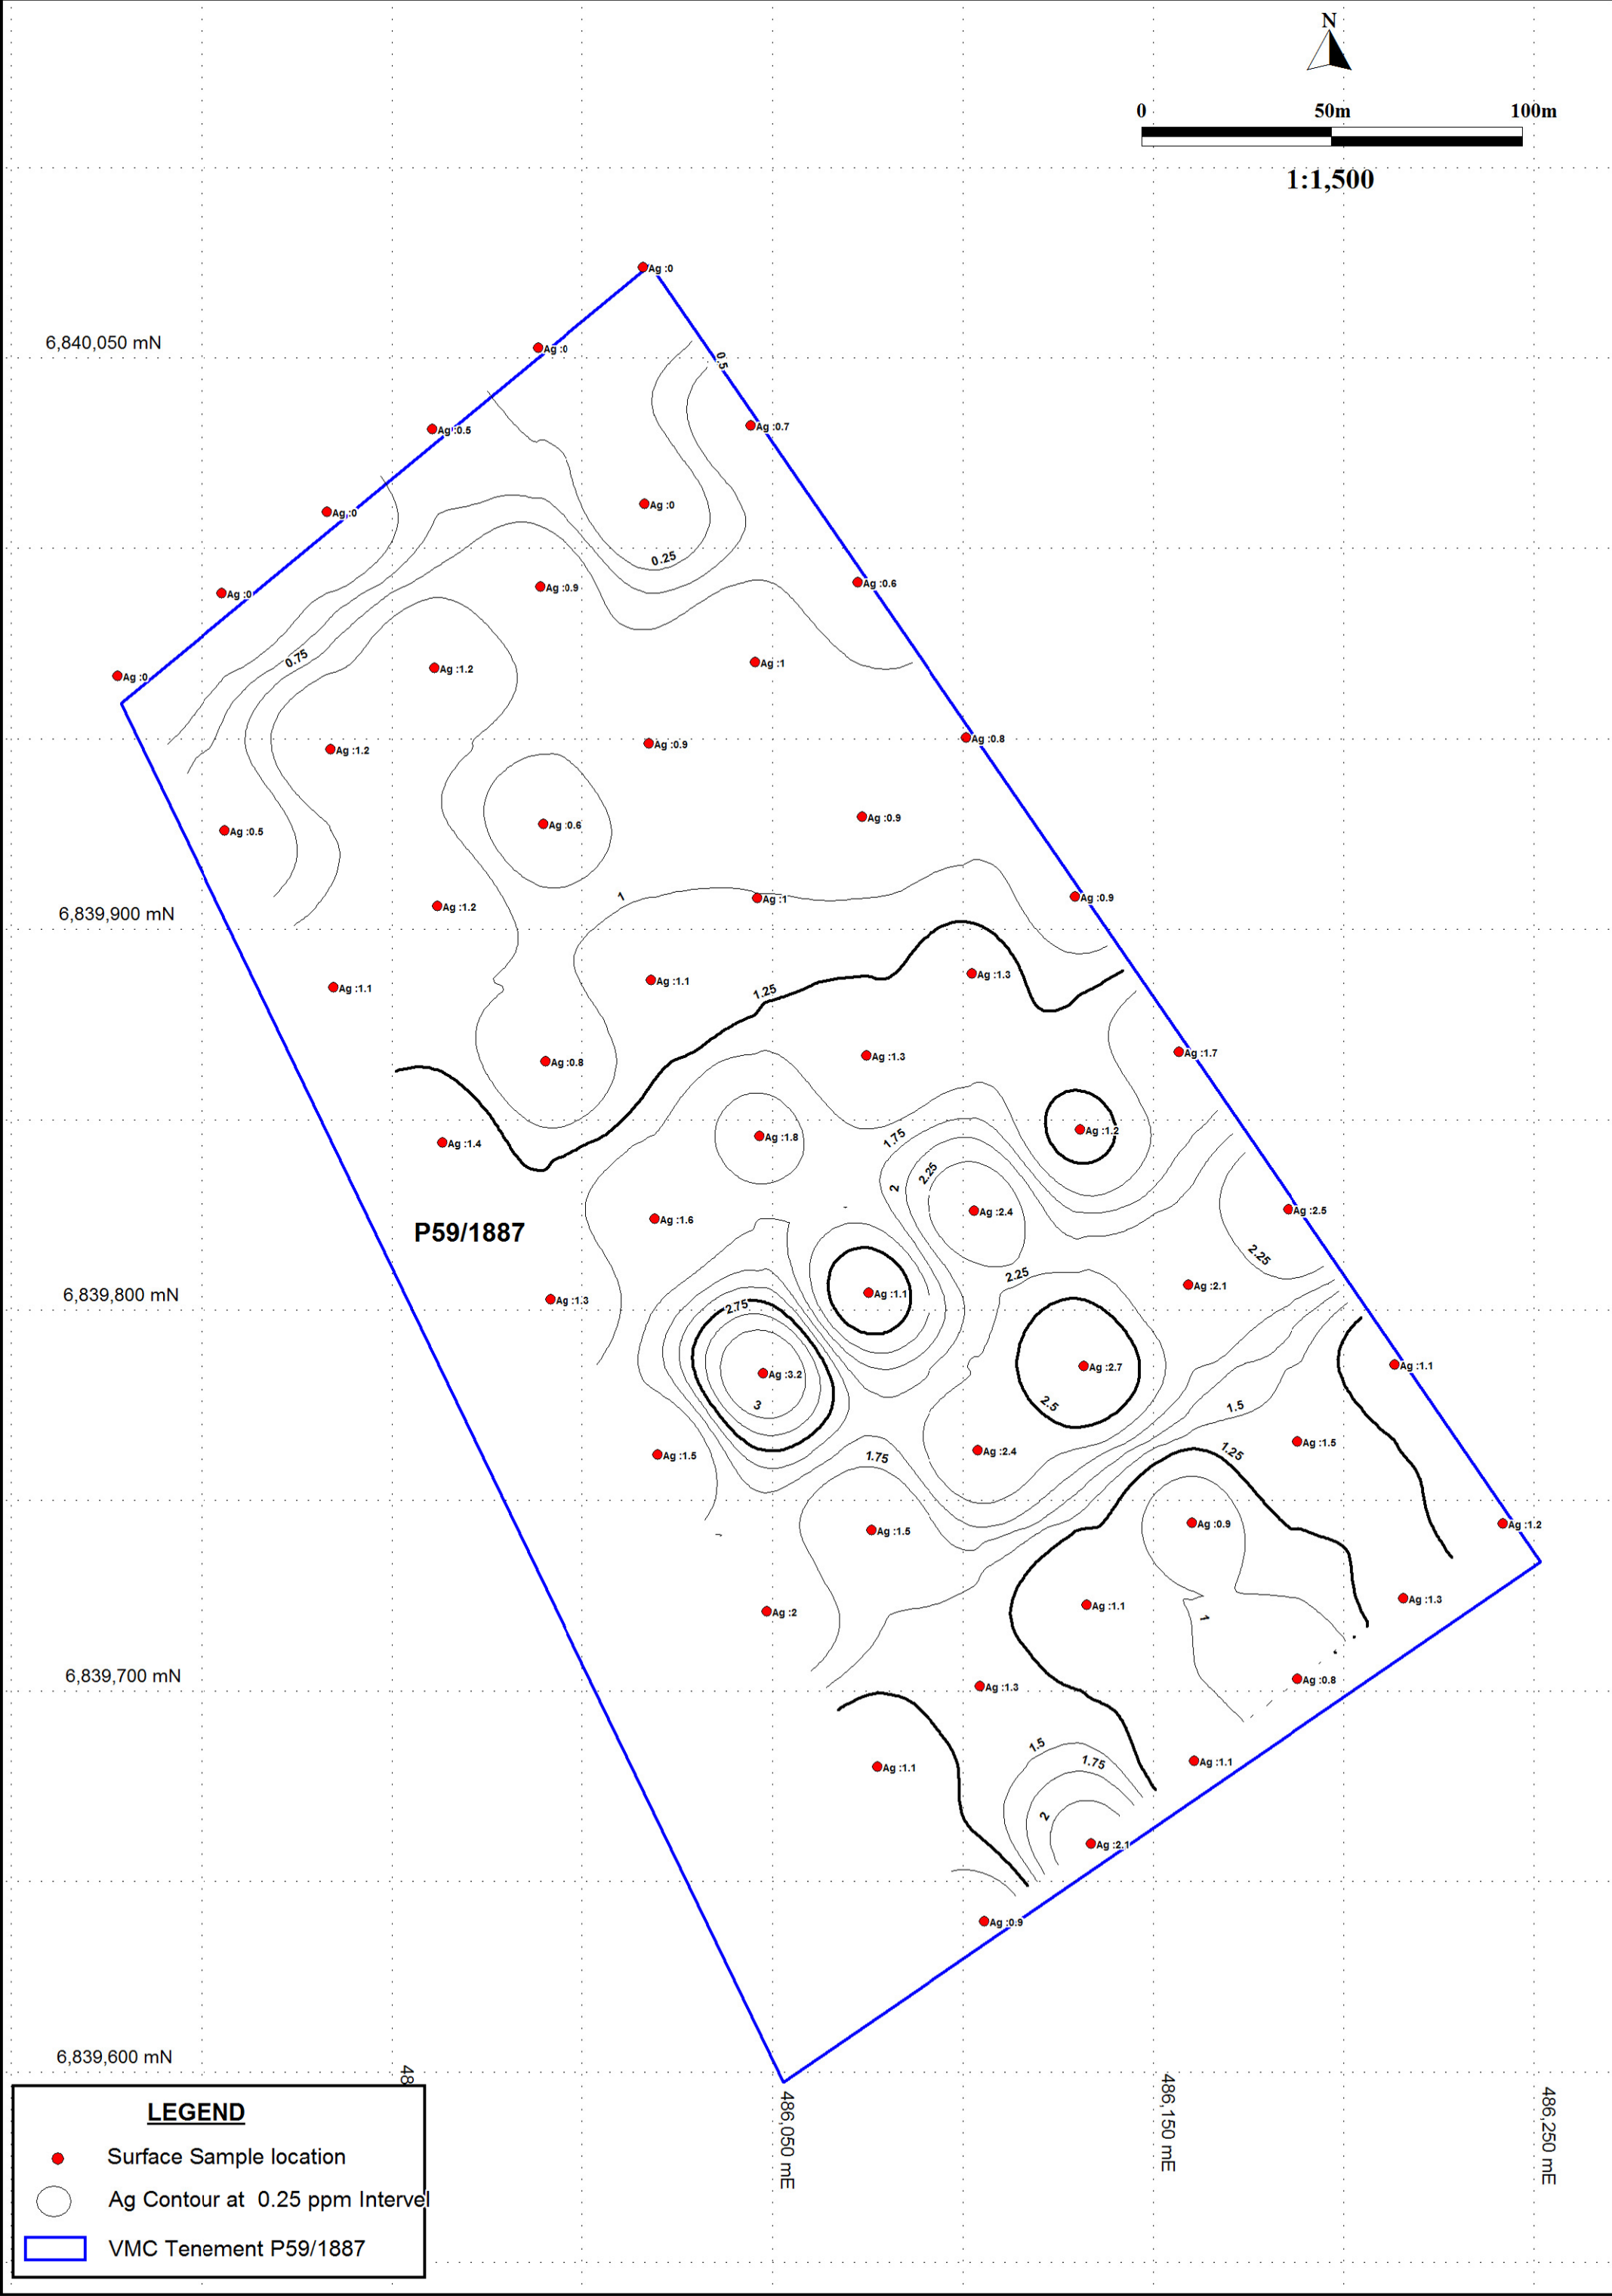 N
0 50m 100m
1:1,500
Ag :0
6,840,050 mN
Ag :0
0.5
Ag :0.7
Ag :0.5
Ag :0
Ag :0
0.25
Ag :0.6
Ag :0.9
Ag :0
0.75
Ag :1
Ag :1.2
Ag :0
Ag :0.8
Ag :0.9
Ag :1.2
Ag :0.9
Ag :0.6
Ag :0.5
1
Ag :1
Ag :0.9
Ag :1.2
6,839,900 mN
Ag :1.3
Ag :1.1
Ag :1.1
1.25
Ag :1.7
Ag :1.3
Ag :0.8
Ag :1.2
1.75
Ag :1.8
Ag :1.4
2.25
2
Ag :2.4
Ag :2.5
Ag :1.6
P59/1887
2.25
2.25
Ag :2.1
Ag :1.1
6,839,800 mN
Ag :1.3
2.75
Ag :1.1
Ag :2.7
Ag :3.2
3
2.5
1.5
Ag :1.5
Ag :2.4
1.25
Ag :1.5
1.75
Ag :0.9
Ag :1.2
Ag :1.5
Ag :1.3
Ag :1.1
Ag :2
1
6,839,700 mN
Ag :0.8
Ag :1.3
1.5
1.75
Ag :1.1
Ag :1.1
2
Ag :2.1
Ag :0.9
6,839,600 mN
48
486,050 mE
486,150 mE
486,250 mE
LEGEND
Surface Sample location
Ag Contour at 0.25 ppm Intervel
VMC Tenement P59/1887